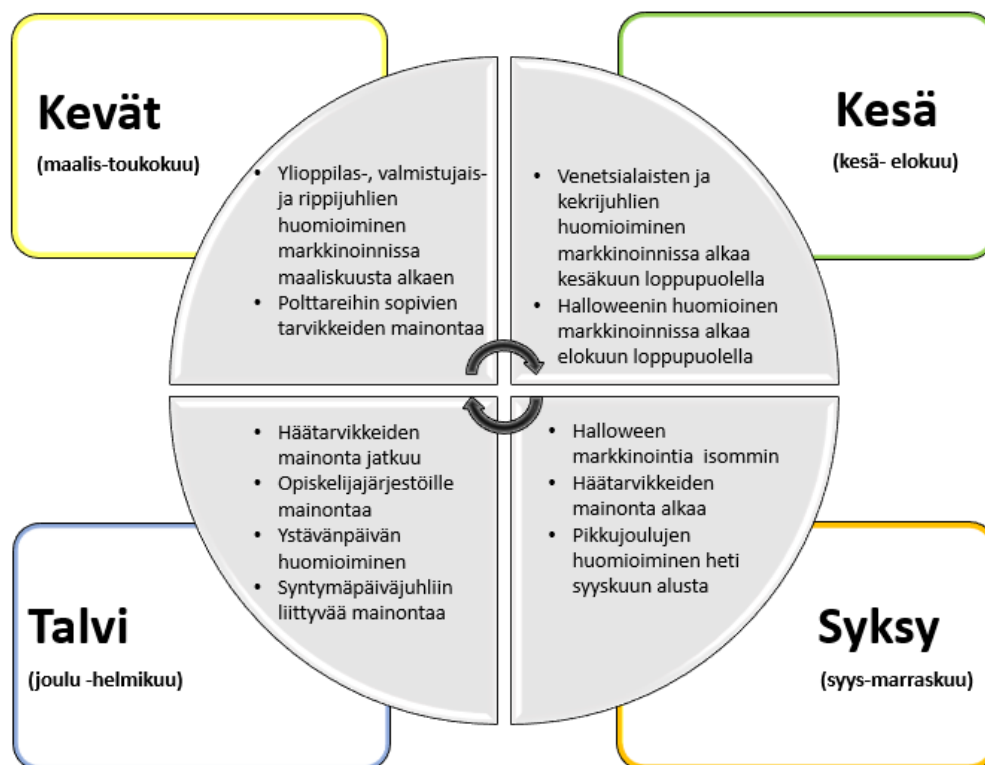 Kevät
(maalis-toukokuu)
• Ylioppilas-, valmistujais-
ja rippijuhlien
huomioiminen
markkinoinnissa
maaliskuusta alkaen
• Polttareihin sopivien
tarvikkeiden mainontaa
Kesä
(kesä- elokuu)
• Venetsialaisten ja
kekrijuhlien
huomioiminen
markkinoinnissa alkaa
kesäkuun loppupuolella
• Halloweenin huomioinen
markkinoinnissa alkaa
elokuun loppupuolella
Talvi
(joulu -helmikuu)
• Häätarvikkeiden
mainonta jatkuu
• Opiskelijajärjestöille
mainontaa
• Ystävänpäivän
huomioiminen
• Syntymäpäiväjuhliin
liittyvää mainontaa
Syksy
(syys-marraskuu)
• Halloween
markkinointia  isommin
• Häätarvikkeiden
mainonta alkaa
• Pikkujoulujen
huomioiminen heti
syyskuun alusta